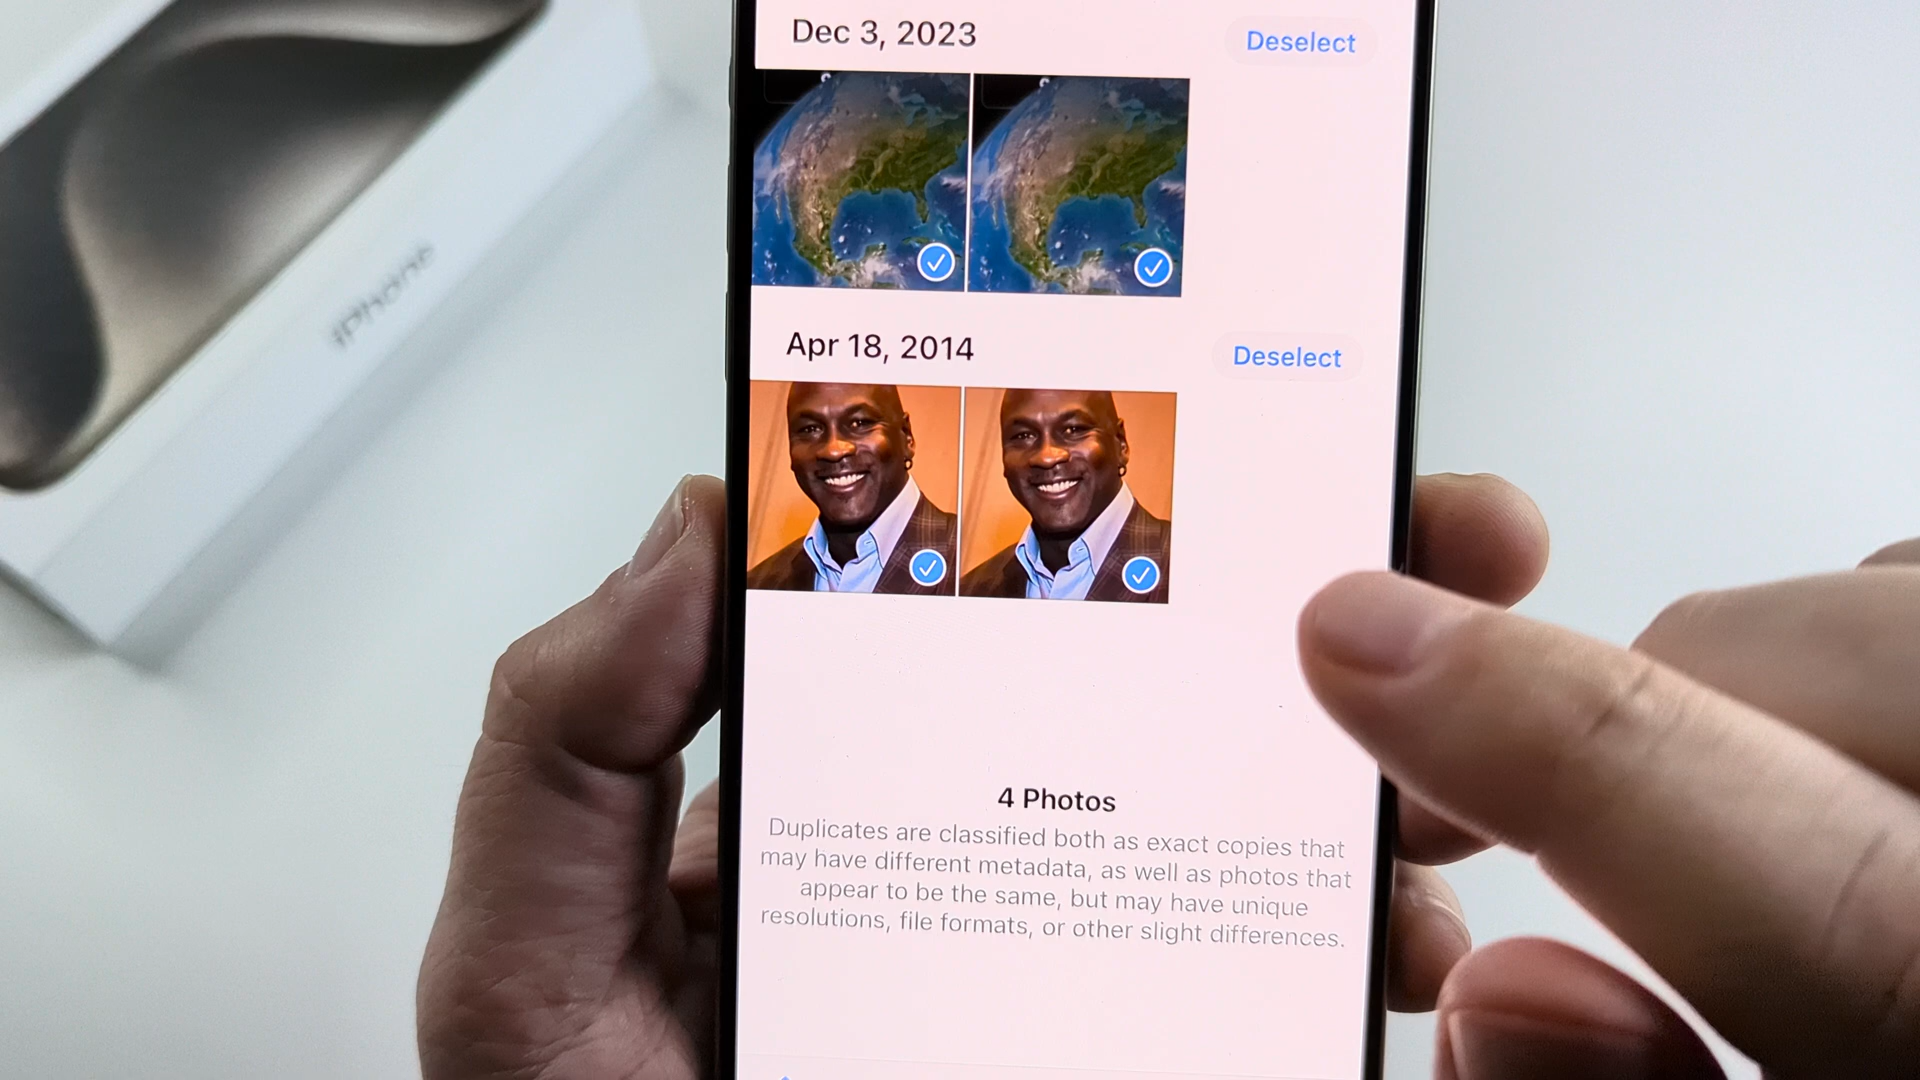 iPhone
Dec 3, 2023
Deselect
Apr 18, 2014
Deselect
4 Photos
Duplicates are classified both as exact copies that
may have different metadata, as well as photos that
appear to be the same, but may have unique
resolutions, file formats, or other slight differences.